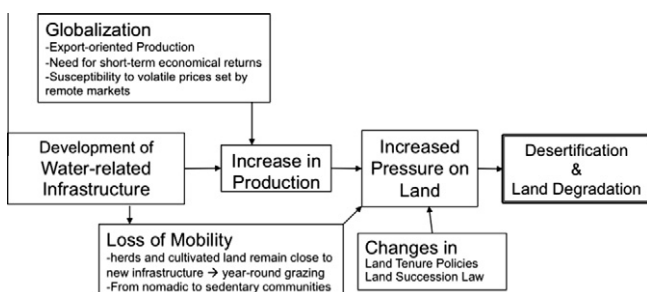 Globalization
-Export-oriented Production
-Need for short-term economical returns
-Susceptibility to volatile prices set by
remote markets
Development of
Water-related
Infrastructure
Increase in
Production
Increased
Pressure on
Land
Desertification
&
Land Degradation
Loss of Mobility
-herds and cultivated land remain close to
new infrastructure → year-round grazing
-From nomadic to sedentary communities
Changes in
Land Tenure Policies
Land Succession Law